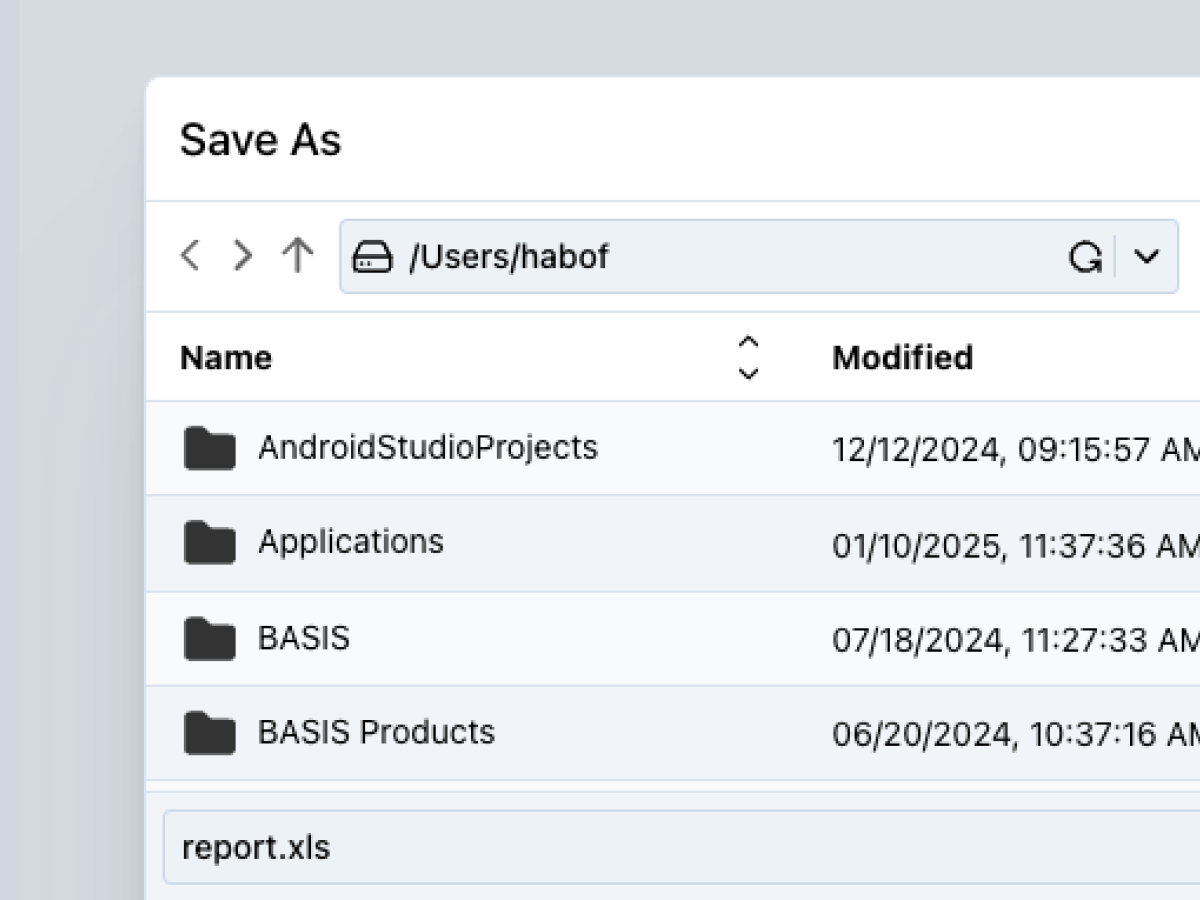 Save As
/Users/habof
Name Modified
AndroidStudioProjects 12/12/2024, 09:15:57 AM
Applications 01/10/2025, 11:37:36 AM
BASIS 07/18/2024, 11:27:33 AM
BASIS Products 06/20/2024, 10:37:16 AM
report.xls